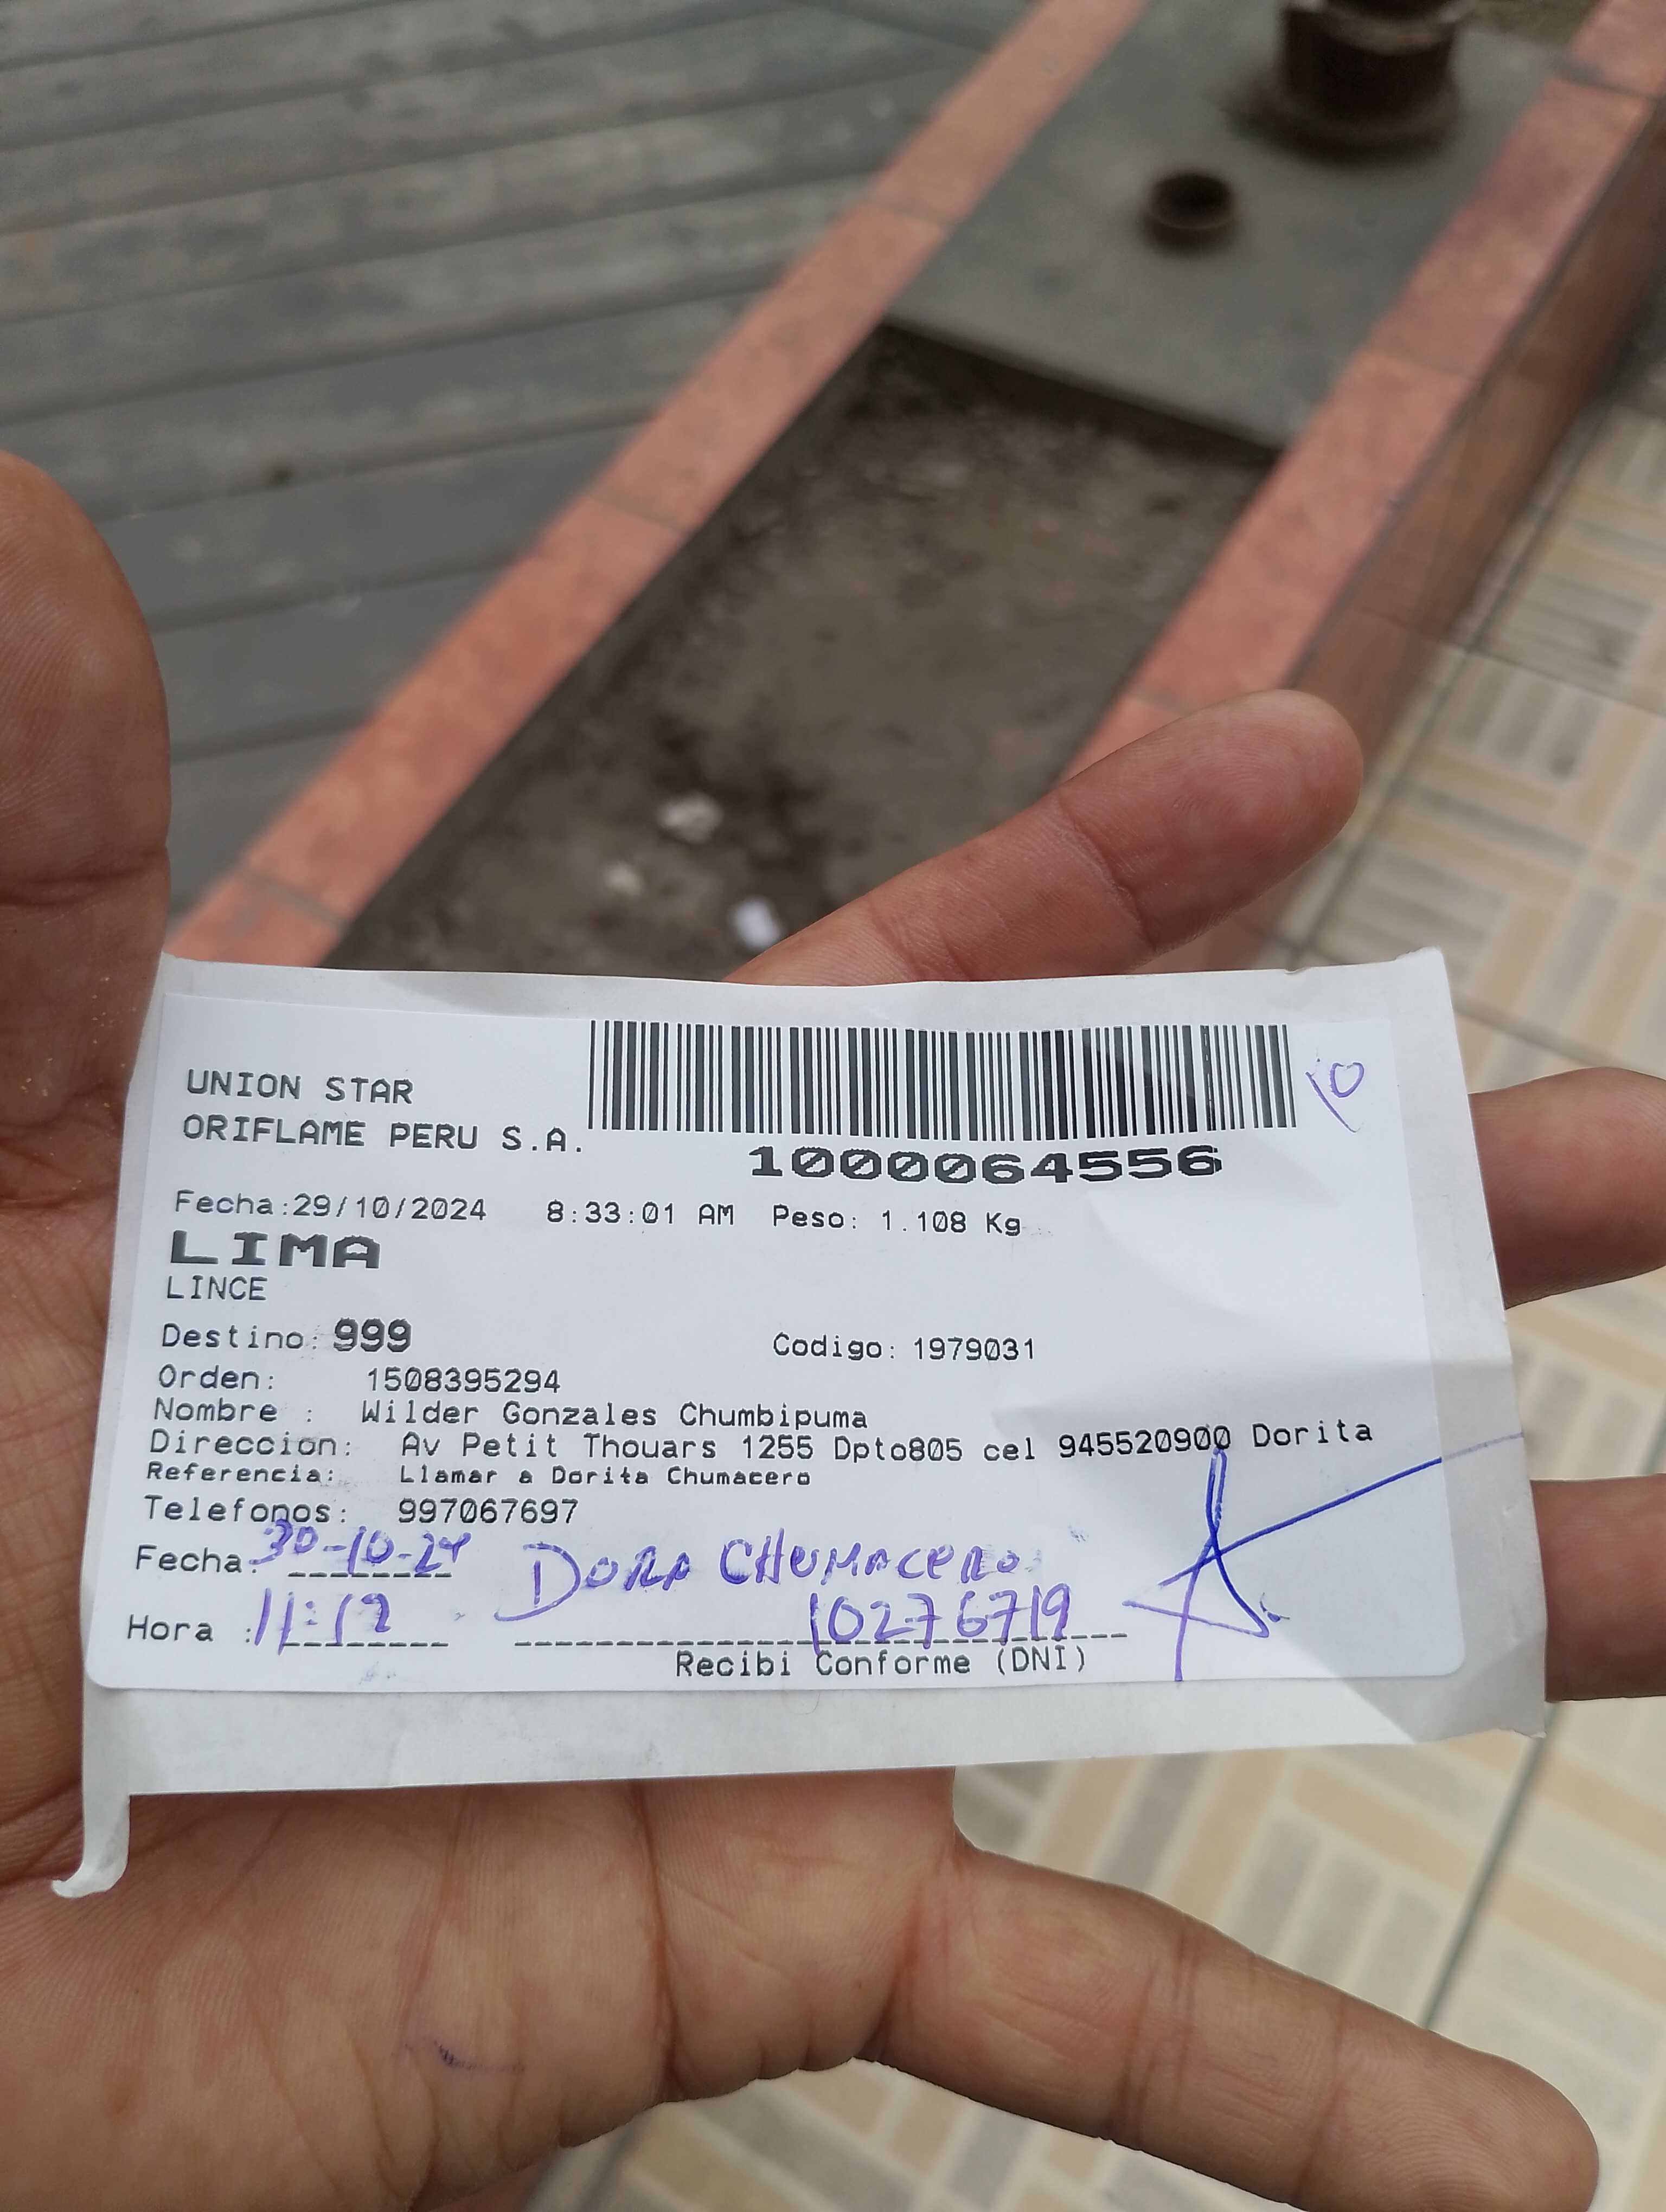 UNION STAR
ORIFLAME PERU S.A.
10
1000064556
Fecha:29/10/2024 8:33:01 AM Peso: 1.108 Kg
LIMA
LINCE
Destino: 999 Codigo: 1979031
Orden: 1508395294
Nombre : Wilder Gonzales Chumbipuma
Direccion: Av Petit Thouars 1255 Dpto805 cel 945520900 Dorita
Referencia: Llamar a Dorita Chumacero
Telefonos: 997067697
Fecha: 30-10-24 DORA CHUMACERO
Hora : 11:12 10276719
Recibi Conforme (DNI)